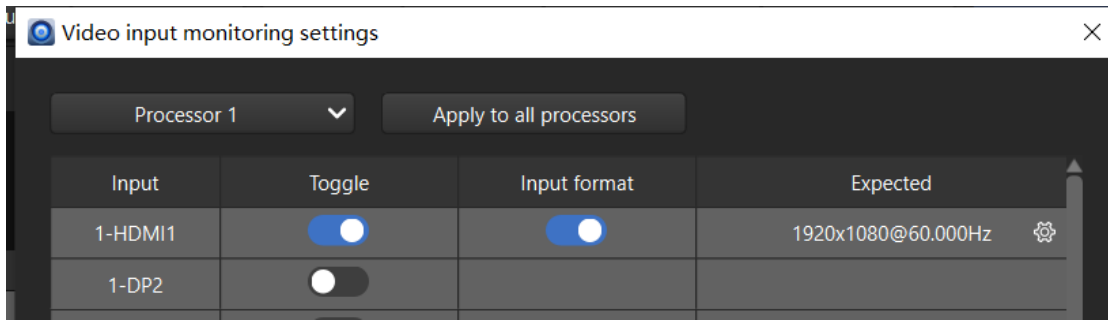 Video input monitoring settings
Processor 1 Apply to all processors
Input Toggle Input format Expected
1-HDMI1 1920x1080@60.000Hz
1-DP2